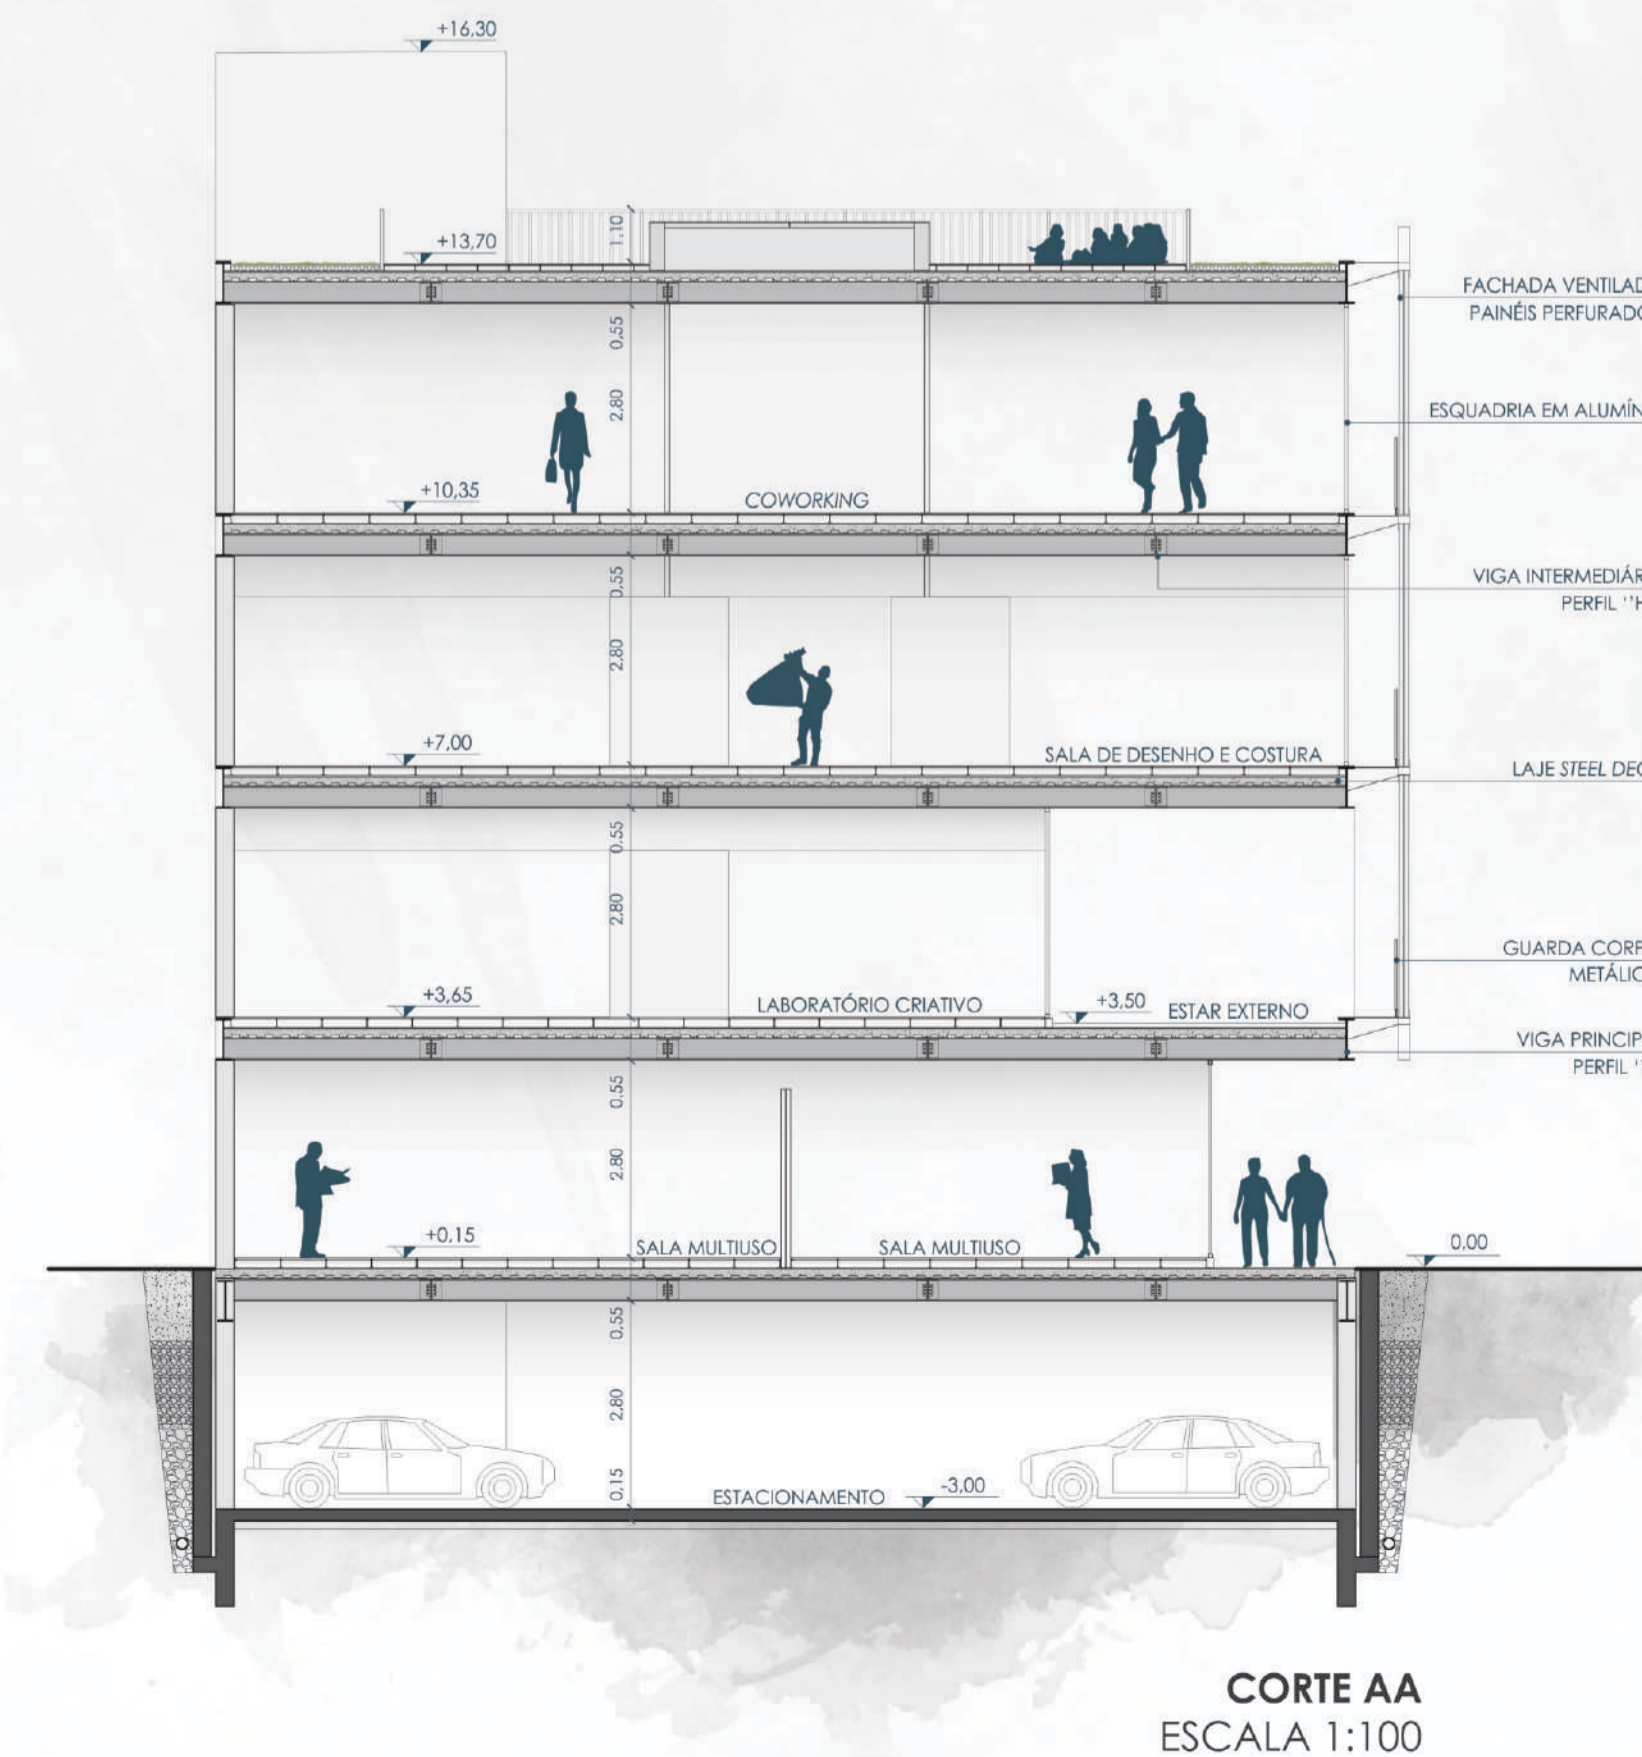 +16,30
+13,70
1,10
FACHADA VENTILAD
PAINÉIS PERFURADO
0,55
2,80
ESQUADRIA EM ALUMÍN
+10,35
COWORKING
0,55
VIGA INTERMEDIÁR
PERFIL ''H
2,80
+7,00
SALA DE DESENHO E COSTURA
LAJE STEEL DEC
0,55
2,80
GUARDA CORP
METÁLIC
+3,65
LABORATÓRIO CRIATIVO
+3,50
ESTAR EXTERNO
VIGA PRINCIP
PERFIL ''
0,55
2,80
+0,15
SALA MULTIUSO
SALA MULTIUSO
0,00
0,55
2,80
0,15
ESTACIONAMENTO
-3,00
CORTE AA
ESCALA 1:100